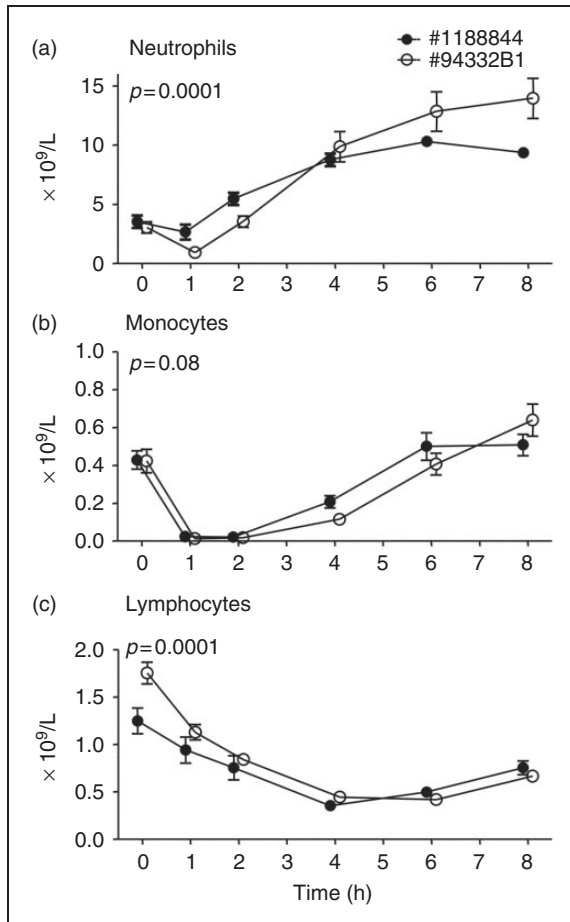 (a) Neutrophils
#1188844
#94332B1
p=0.0001
15
10
5
0
× 10⁹/L
0 1 2 3 4 5 6 7 8
(b) Monocytes
p=0.08
1.0
0.8
0.6
0.4
0.2
0.0
× 10⁹/L
0 1 2 3 4 5 6 7 8
(c) Lymphocytes
p=0.0001
2.0
1.5
1.0
0.5
0.0
× 10⁹/L
0 1 2 3 4 5 6 7 8
Time (h)